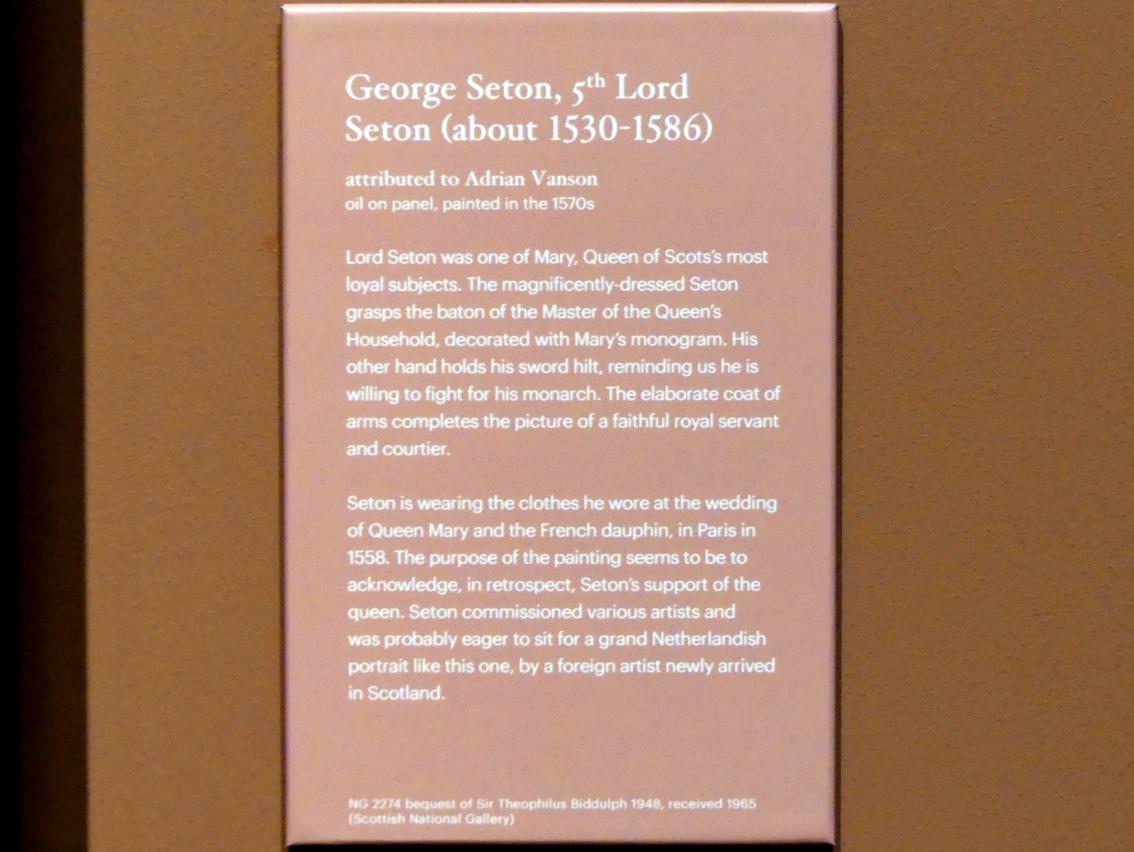 George Seton, 5th Lord
Seton (about 1530-1586)
attributed to Adrian Vanson
oil on panel, painted in the 1570s
Lord Seton was one of Mary, Queen of Scots's most
loyal subjects. The magnificently-dressed Seton
grasps the baton of the Master of the Queen's
Household, decorated with Mary's monogram. His
other hand holds his sword hilt, reminding us he is
willing to fight for his monarch. The elaborate coat of
arms completes the picture of a faithful royal servant
and courtier.
Seton is wearing the clothes he wore at the wedding
of Queen Mary and the French dauphin, in Paris in
1558. The purpose of the painting seems to be to
acknowledge, in retrospect, Seton's support of the
queen. Seton commissioned various artists and
was probably eager to sit for a grand Netherlandish
portrait like this one, by a foreign artist newly arrived
in Scotland.
NG 2274 bequest of Sir Theophilus Biddulph 1948, received 1965
(Scottish National Gallery)